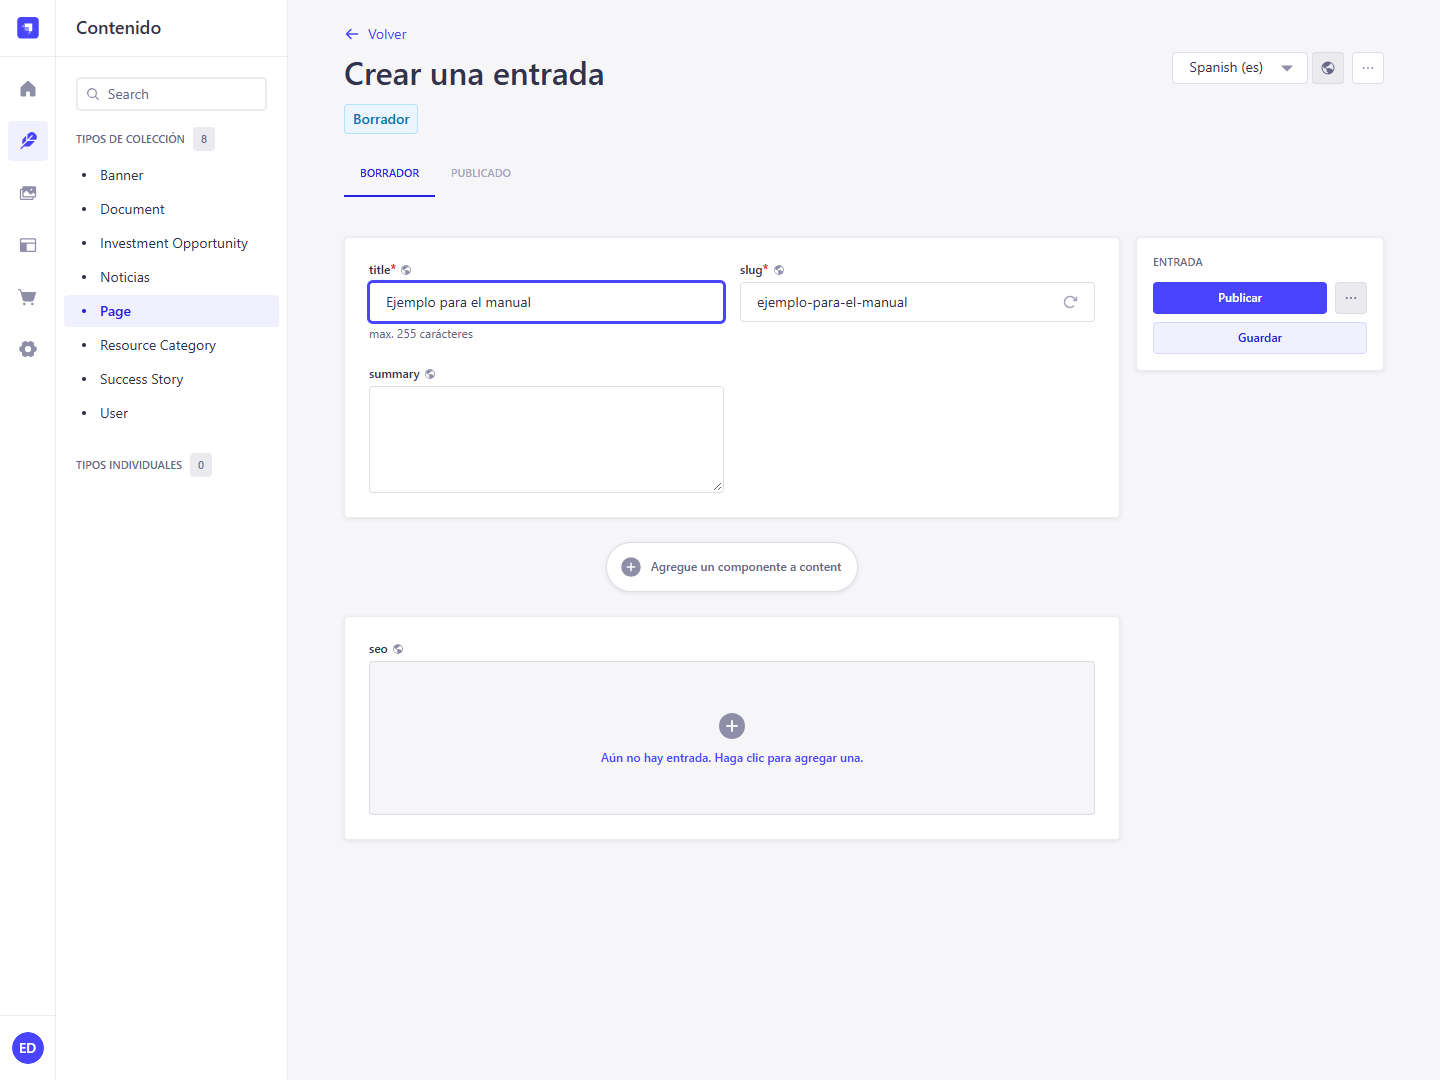 Contenido
Search
TIPOS DE COLECCIÓN 8
Banner
Document
Investment Opportunity
Noticias
Page
Resource Category
Success Story
User
TIPOS INDIVIDUALES 0
ED
Volver
Crear una entrada
Spanish (es)
Borrador
BORRADOR PUBLICADO
title* slug*
Ejemplo para el manual ejemplo-para-el-manual
max. 255 carácteres
summary
Agregue un componente a content
seo
Aún no hay entrada. Haga clic para agregar una.
ENTRADA
Publicar
Guardar